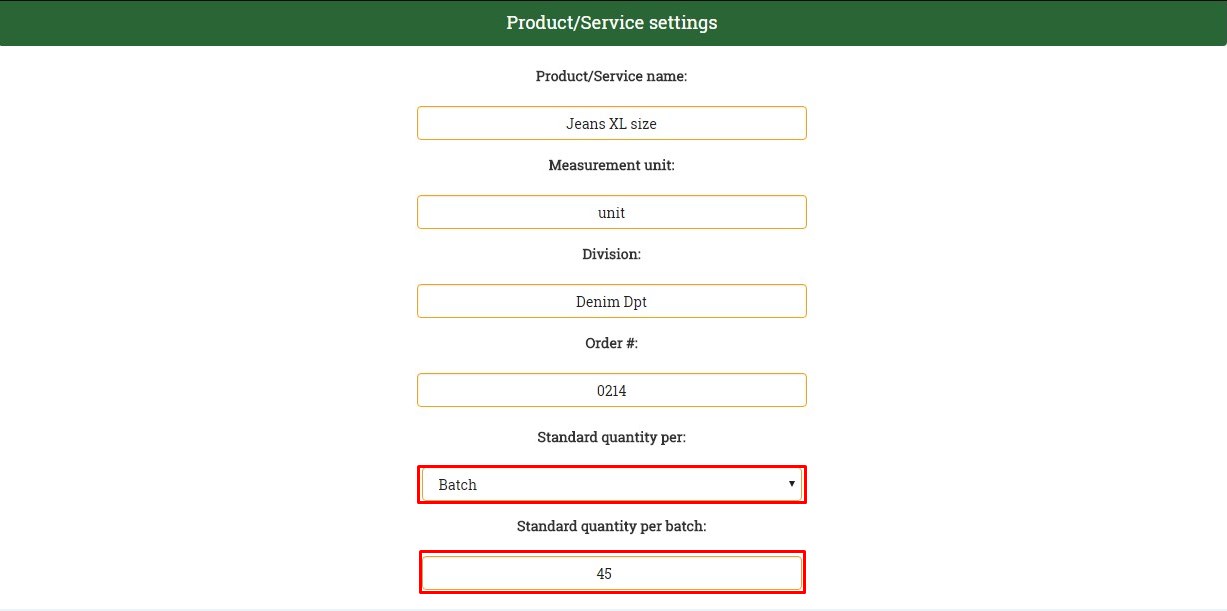 Product/Service settings
Product/Service name:
Jeans XL size
Measurement unit:
unit
Division:
Denim Dpt
Order #:
0214
Standard quantity per:
Batch
Standard quantity per batch:
45